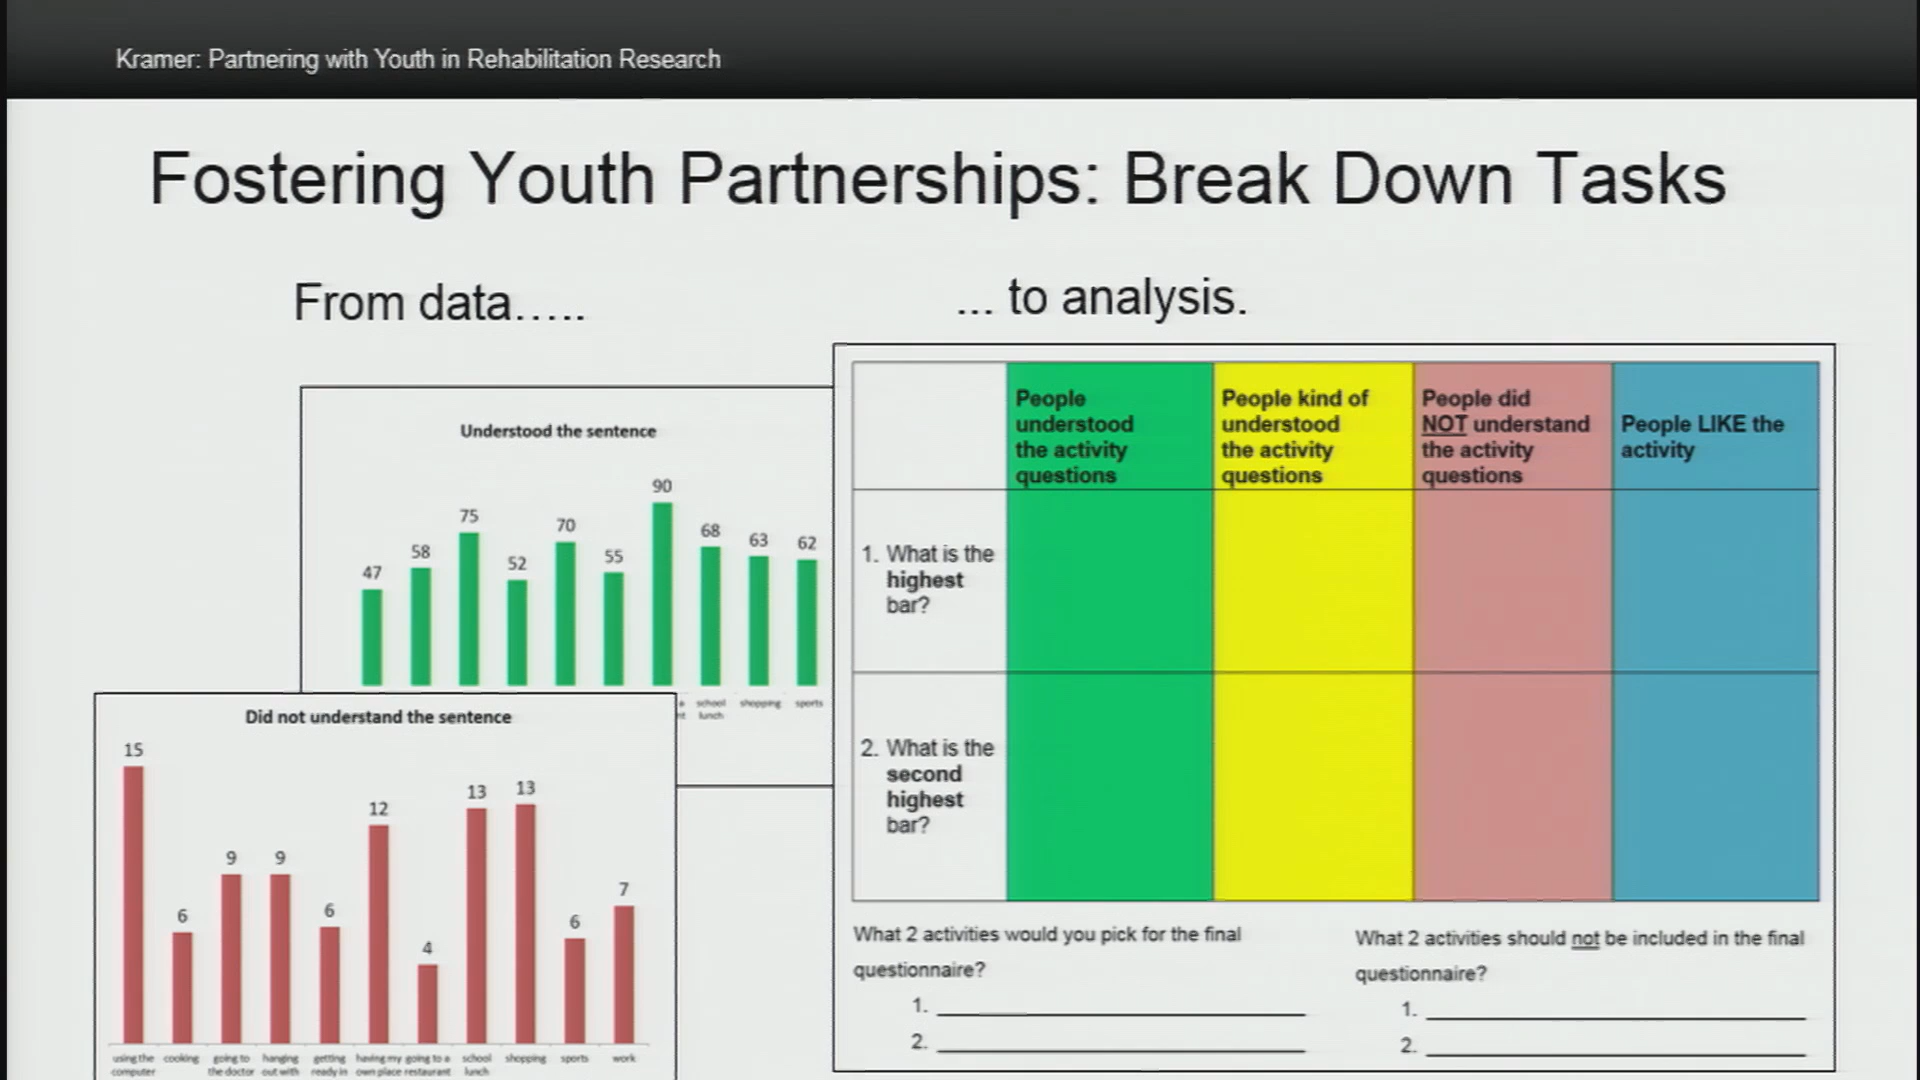 Kramer: Partnering with Youth in Rehabilitation Research
Fostering Youth Partnerships: Break Down Tasks
From data…..
... to analysis.
Understood the sentence
47
58
75
52
70
55
90
68
63
62
a school shopping sports
nt lunch
Did not understand the sentence
15
6
9
9
6
12
4
13
13
6
7
using the cooking going to hanging getting having my going to a school shopping sports work
computer the doctor out with ready in own place restaurant lunch
People
understood
the activity
questions
People kind of
understood
the activity
questions
People did
NOT understand
the activity
questions
People LIKE the
activity
1. What is the
highest
bar?
2. What is the
second
highest
bar?
What 2 activities would you pick for the final
questionnaire?
1.
2.
What 2 activities should not be included in the final
questionnaire?
1.
2.